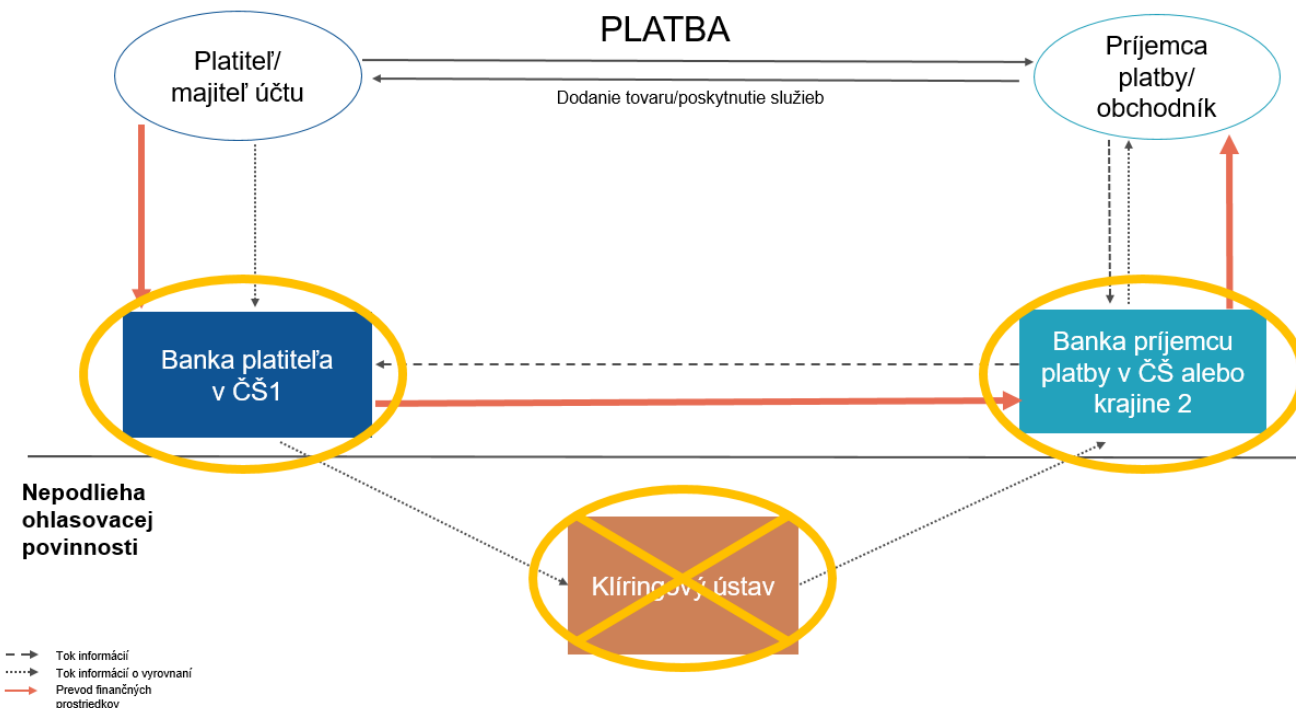 PLATBA
Platiteľ/
majiteľ účtu
Príjemca
platby/
obchodník
Dodanie tovaru/poskytnutie služieb
Banka platiteľa
v ČŠ1
Banka príjemcu
platby v ČŠ alebo
krajine 2
Nepodlieha
ohlasovacej
povinnosti
Klíringový ústav
Tok informácií
Tok informácií o vyrovnaní
Prevod finančných
prostriedkov